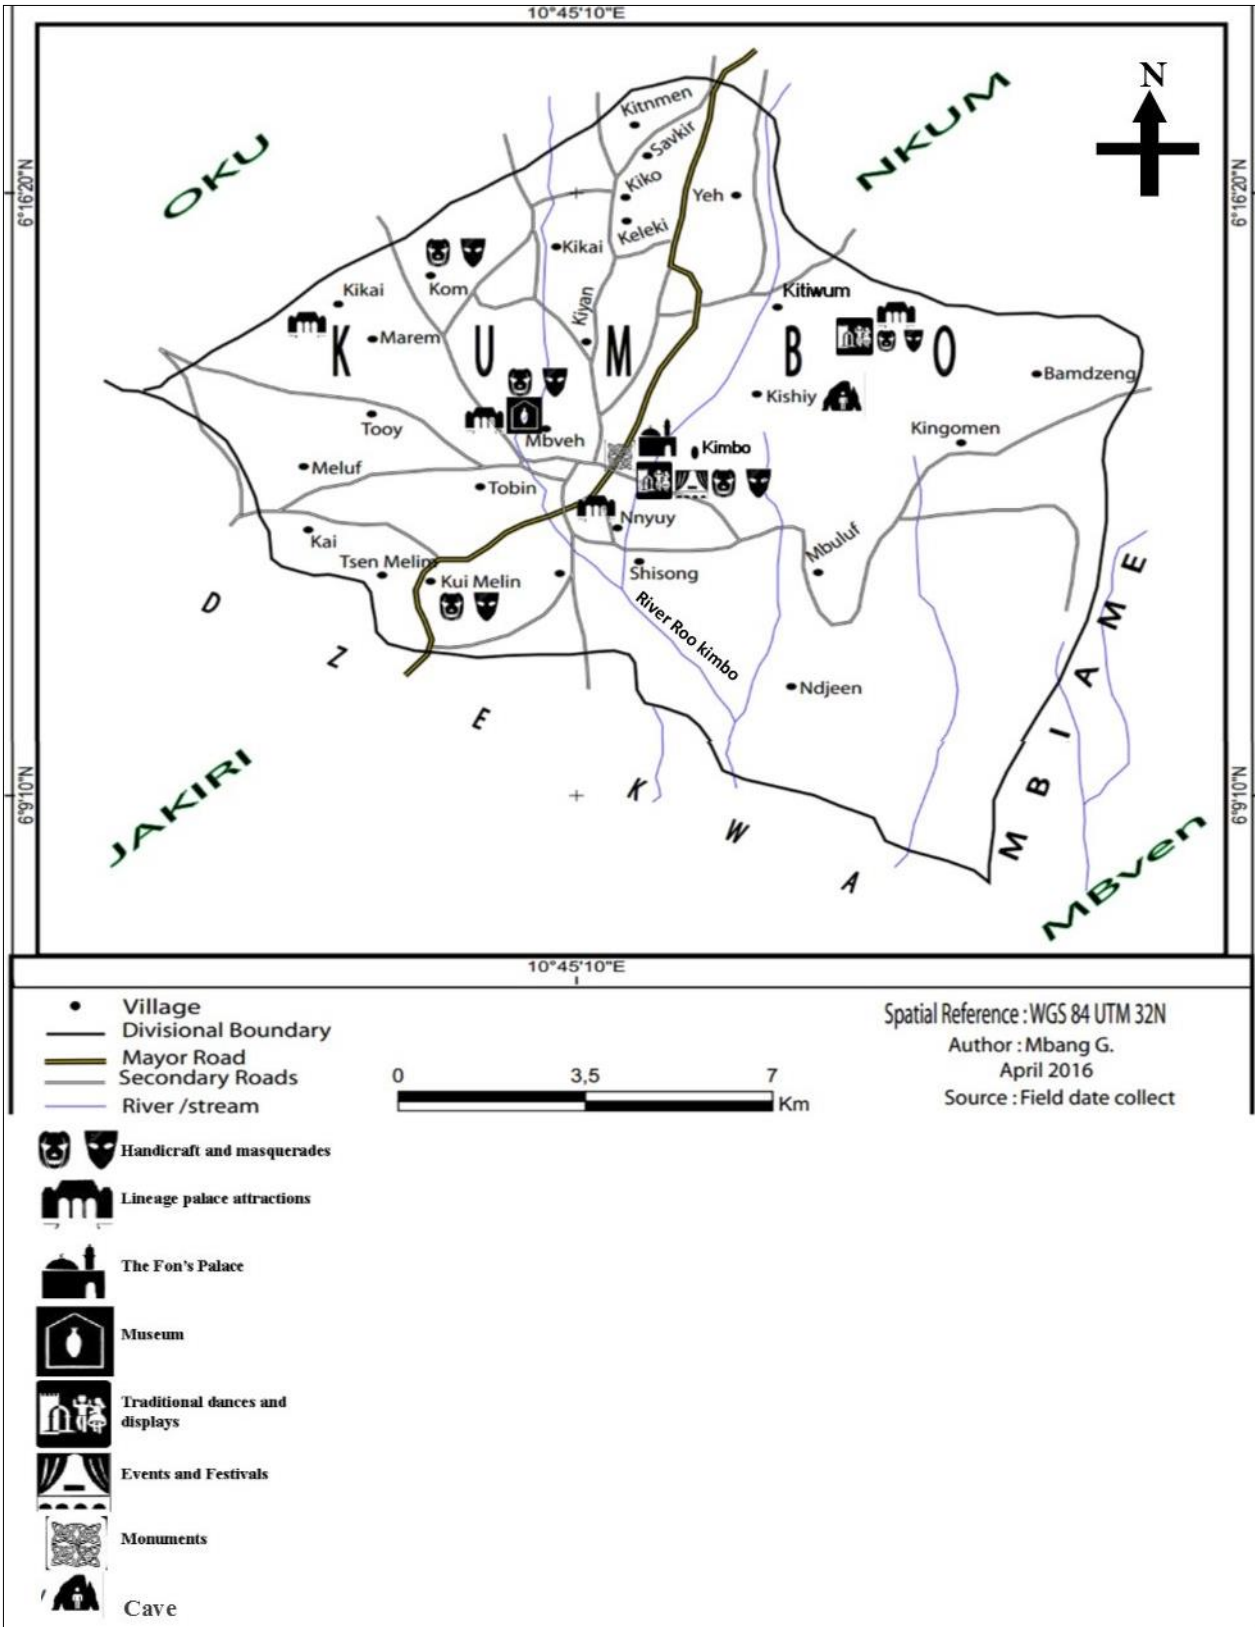 10°45'10"E
N
OKU
NKUM
6°16'20"N
6°16'20"N
Kitnmen
Savkir
Kiko
Yeh
Keleki
Kikai
Kom
Kikai
Kiyan
Kitiwum
Marem
K U M B O
Bamdzeng
Kishiy
Tooy
Mbveh
Kimbo
Kingomen
Meluf
Tobin
Nnyuy
Kai
Tsen Melim
Kui Melin
Shisong
Mbuluf
River Roo kimbo
Ndjeen
D Z E K W A
M B I A M E
JAKIRI
MBven
6°9'10"N
6°9'10"N
10°45'10"E
Village
Divisional Boundary
Mayor Road
Secondary Roads
River /stream
0 3,5 7
Km
Spatial Reference : WGS 84 UTM 32N
Author : Mbang G.
April 2016
Source : Field date collect
Handicraft and masquerades
Lineage palace attractions
The Fon's Palace
Museum
Traditional dances and
displays
Events and Festivals
Monuments
Cave